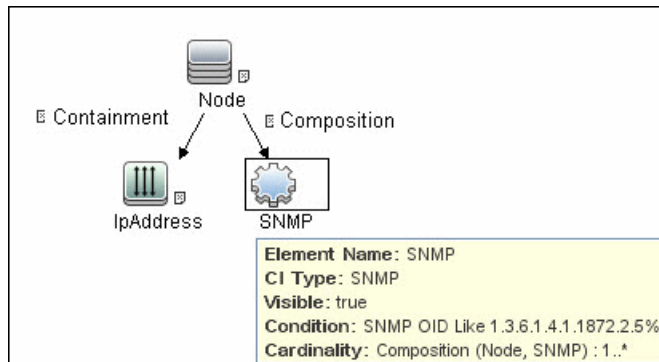 Node
Containment
Composition
IpAddress
SNMP
Element Name: SNMP
CI Type: SNMP
Visible: true
Condition: SNMP OID Like 1.3.6.1.4.1.1872.2.5%
Cardinality: Composition (Node, SNMP) : 1..*